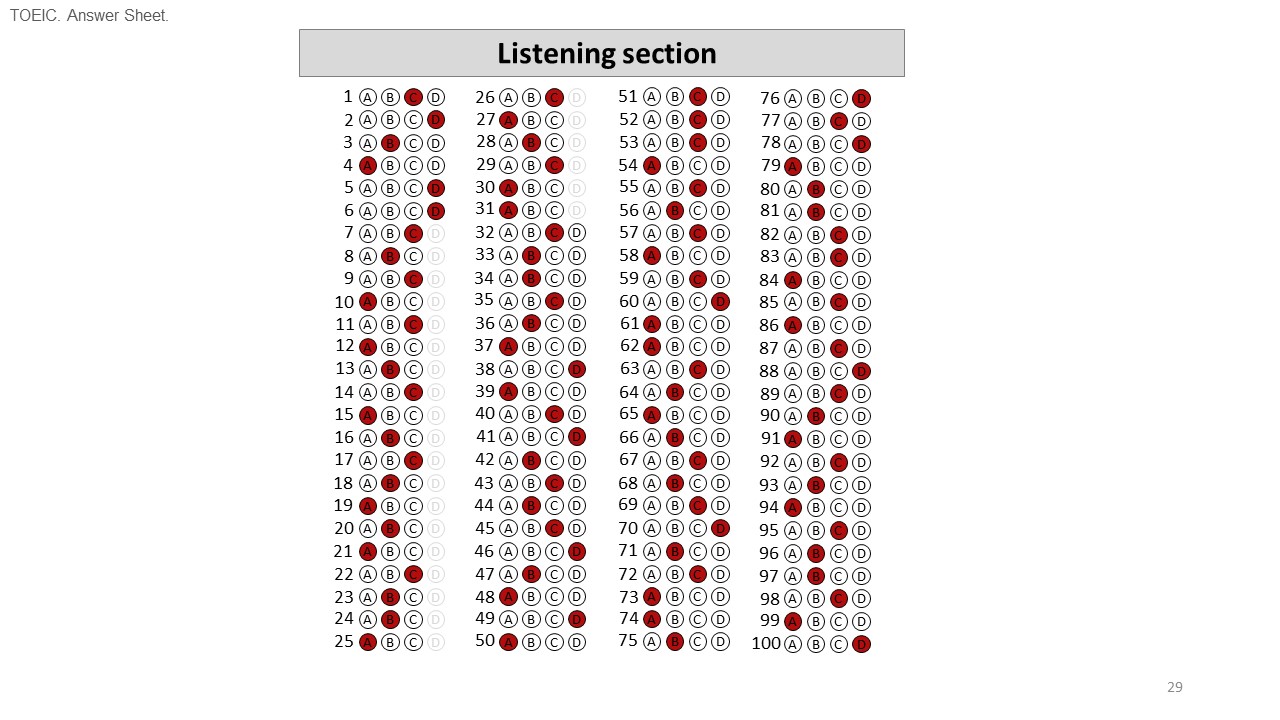 TOEIC. Answer Sheet.
Listening section
1 A B C D
2 A B C D
3 A B C D
4 A B C D
5 A B C D
6 A B C D
7 A B C D
8 A B C D
9 A B C D
10 A B C D
11 A B C D
12 A B C D
13 A B C D
14 A B C D
15 A B C D
16 A B C D
17 A B C D
18 A B C D
19 A B C D
20 A B C D
21 A B C D
22 A B C D
23 A B C D
24 A B C D
25 A B C D
26 A B C D
27 A B C D
28 A B C D
29 A B C D
30 A B C D
31 A B C D
32 A B C D
33 A B C D
34 A B C D
35 A B C D
36 A B C D
37 A B C D
38 A B C D
39 A B C D
40 A B C D
41 A B C D
42 A B C D
43 A B C D
44 A B C D
45 A B C D
46 A B C D
47 A B C D
48 A B C D
49 A B C D
50 A B C D
51 A B C D
52 A B C D
53 A B C D
54 A B C D
55 A B C D
56 A B C D
57 A B C D
58 A B C D
59 A B C D
60 A B C D
61 A B C D
62 A B C D
63 A B C D
64 A B C D
65 A B C D
66 A B C D
67 A B C D
68 A B C D
69 A B C D
70 A B C D
71 A B C D
72 A B C D
73 A B C D
74 A B C D
75 A B C D
76 A B C D
77 A B C D
78 A B C D
79 A B C D
80 A B C D
81 A B C D
82 A B C D
83 A B C D
84 A B C D
85 A B C D
86 A B C D
87 A B C D
88 A B C D
89 A B C D
90 A B C D
91 A B C D
92 A B C D
93 A B C D
94 A B C D
95 A B C D
96 A B C D
97 A B C D
98 A B C D
99 A B C D
100 A B C D
29